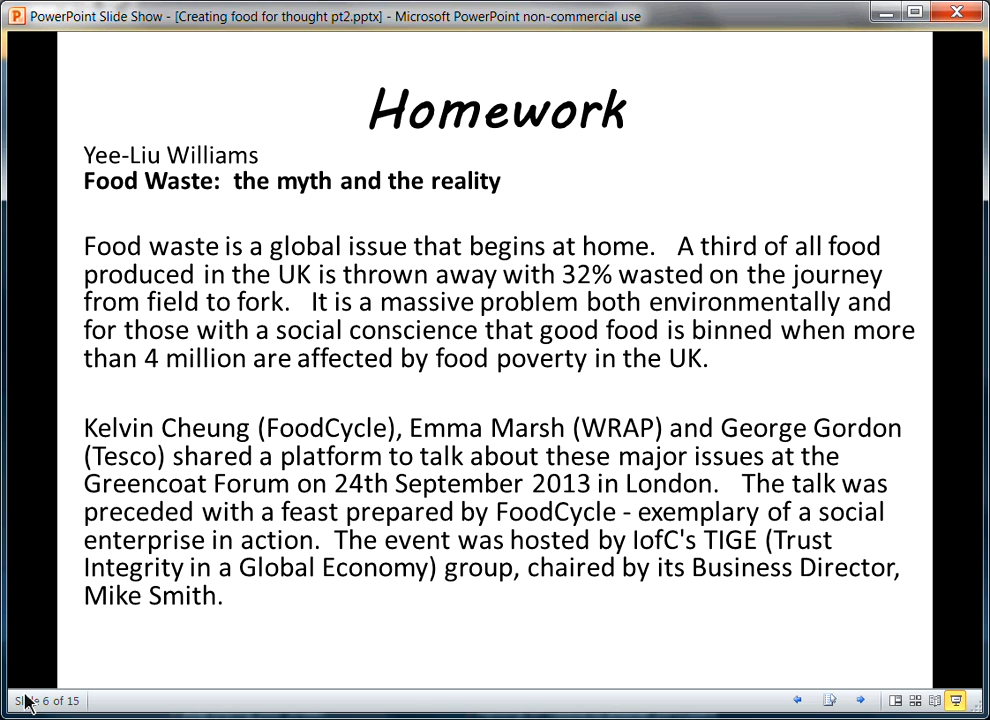 PowerPoint Slide Show - [Creating food for thought pt2.pptx] - Microsoft PowerPoint non-commercial use
Homework
Yee-Liu Williams
Food Waste:  the myth and the reality
Food waste is a global issue that begins at home.   A third of all food
produced in the UK is thrown away with 32% wasted on the journey
from field to fork.   It is a massive problem both environmentally and
for those with a social conscience that good food is binned when more
than 4 million are affected by food poverty in the UK.
Kelvin Cheung (FoodCycle), Emma Marsh (WRAP) and George Gordon
(Tesco) shared a platform to talk about these major issues at the
Greencoat Forum on 24th September 2013 in London.   The talk was
preceded with a feast prepared by FoodCycle - exemplary of a social
enterprise in action.  The event was hosted by IofC's TIGE (Trust
Integrity in a Global Economy) group, chaired by its Business Director,
Mike Smith.
Slide 6 of 15